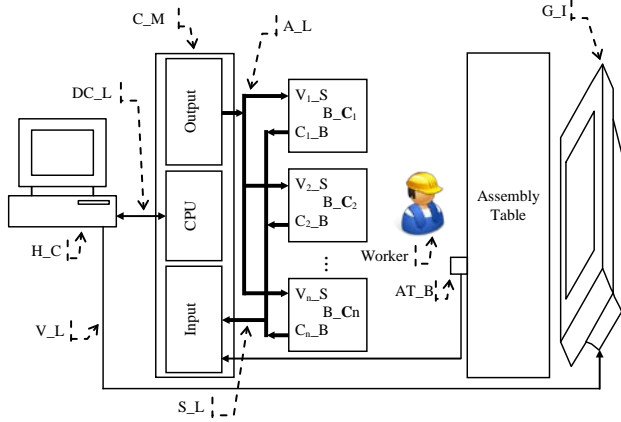 C_M
A_L
G_I
DC_L
Output
CPU
Input
V₁_S
B_C₁
C₁_B
V₂_S
B_C₂
C₂_B
⋮
Vₙ_S
B_Cn
Cₙ_B
Worker
Assembly
Table
AT_B
H_C
V_L
S_L